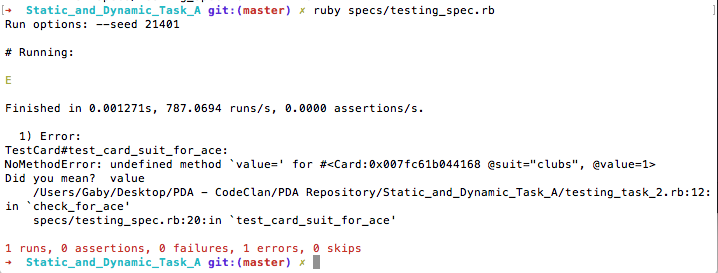 [➜  Static_and_Dynamic_Task_A git:(master) ✗ ruby specs/testing_spec.rb ]
Run options: --seed 21401
# Running:
E
Finished in 0.001271s, 787.0694 runs/s, 0.0000 assertions/s.
  1) Error:
TestCard#test_card_suit_for_ace:
NoMethodError: undefined method `value=' for #<Card:0x007fc61b044168 @suit="clubs", @value=1>
Did you mean?  value
    /Users/Gaby/Desktop/PDA - CodeClan/PDA Repository/Static_and_Dynamic_Task_A/testing_task_2.rb:12:
in `check_for_ace'
    specs/testing_spec.rb:20:in `test_card_suit_for_ace'
1 runs, 0 assertions, 0 failures, 1 errors, 0 skips
➜  Static_and_Dynamic_Task_A git:(master) ✗